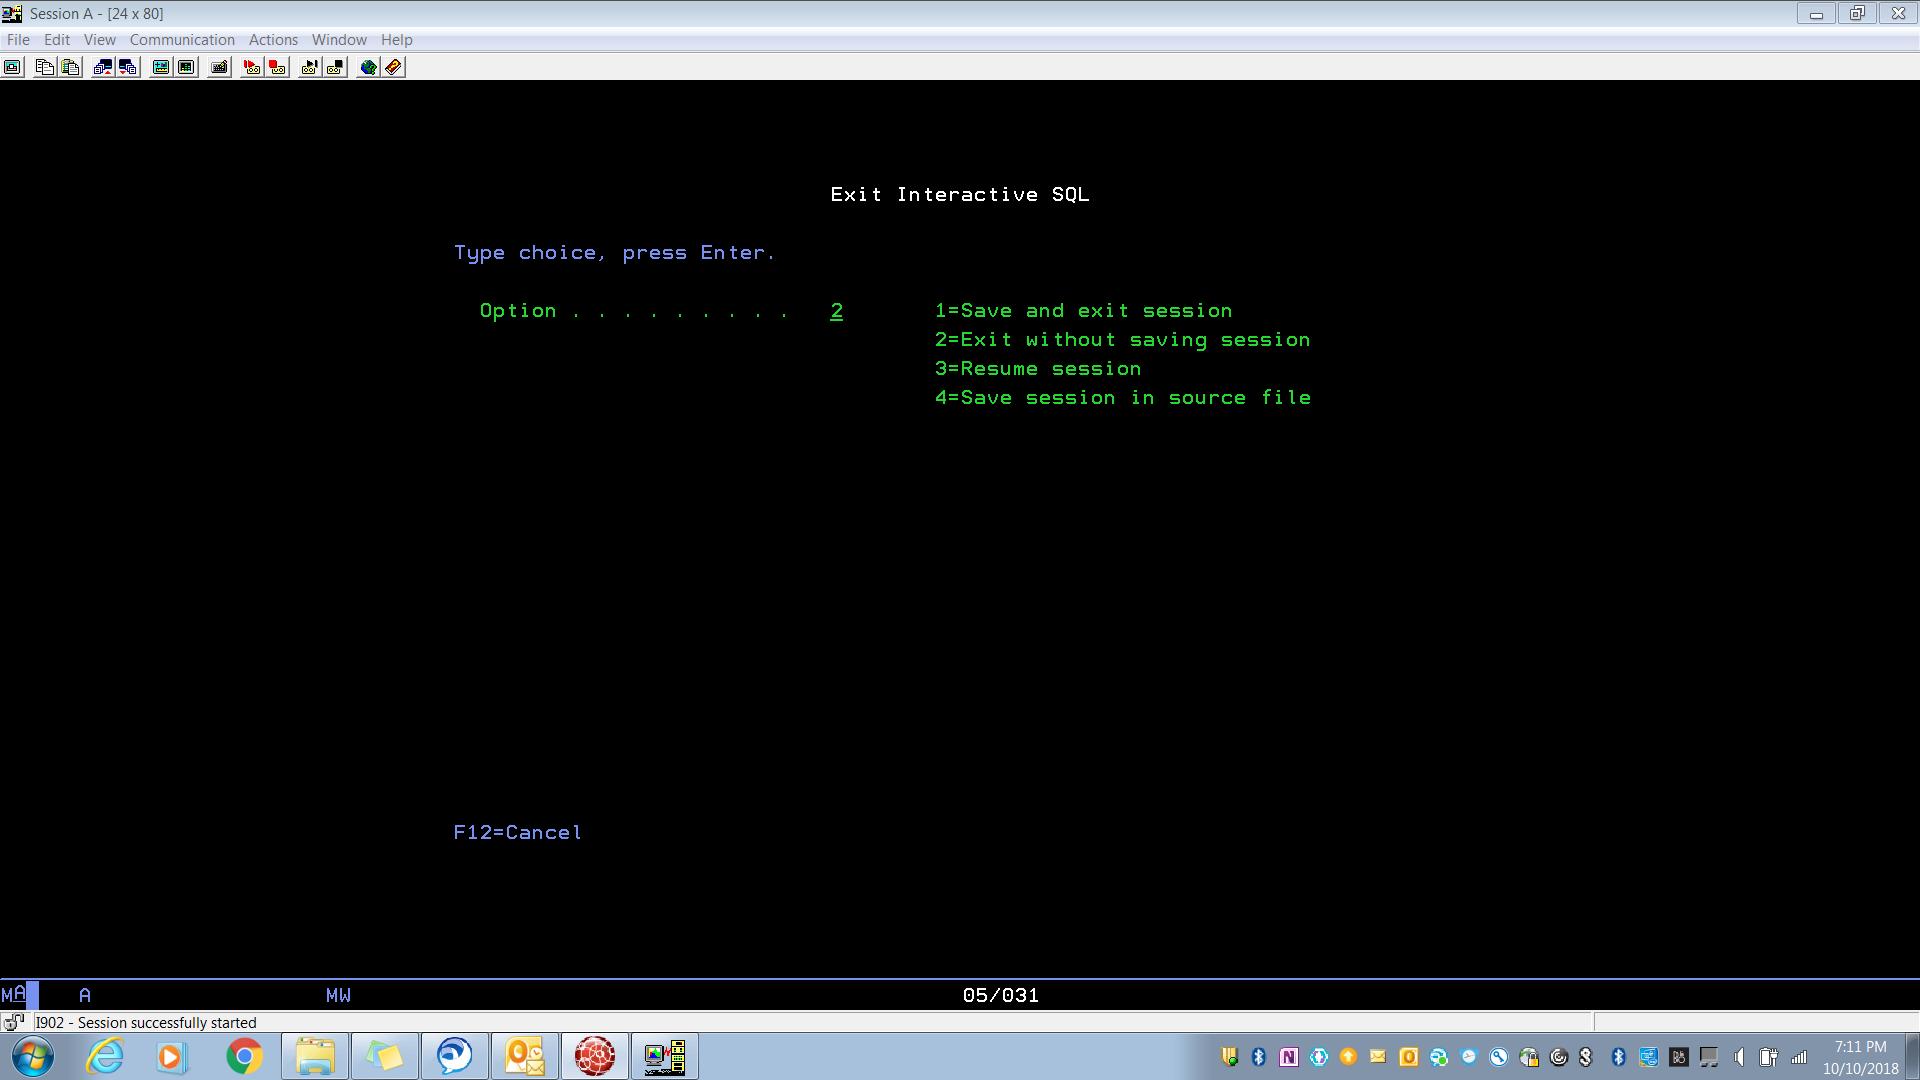 Session A - [24 x 80]
File Edit View Communication Actions Window Help
Exit Interactive SQL
Type choice, press Enter.
Option . . . . . . . . . 2 1=Save and exit session
2=Exit without saving session
3=Resume session
4=Save session in source file
F12=Cancel
MA A MW 05/031
I902 - Session successfully started
7:11 PM
10/10/2018